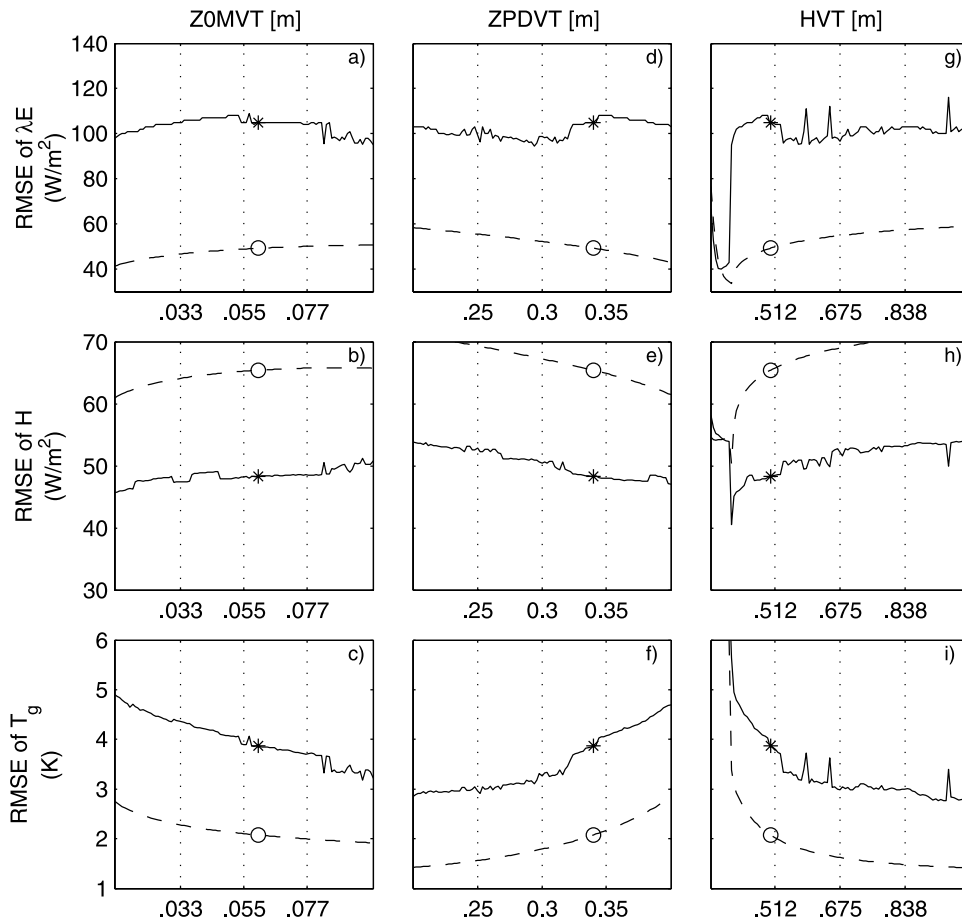 Z0MVT [m] ZPDVT [m] HVT [m]
RMSE of λE
(W/m²)
140
120
100
80
60
40
a) d) g)
.033 .055 .077 .25 0.3 0.35 .512 .675 .838
RMSE of H
(W/m²)
70
60
50
40
30
b) e) h)
.033 .055 .077 .25 0.3 0.35 .512 .675 .838
RMSE of T_g
(K)
6
5
4
3
2
1
c) f) i)
.033 .055 .077 .25 0.3 0.35 .512 .675 .838